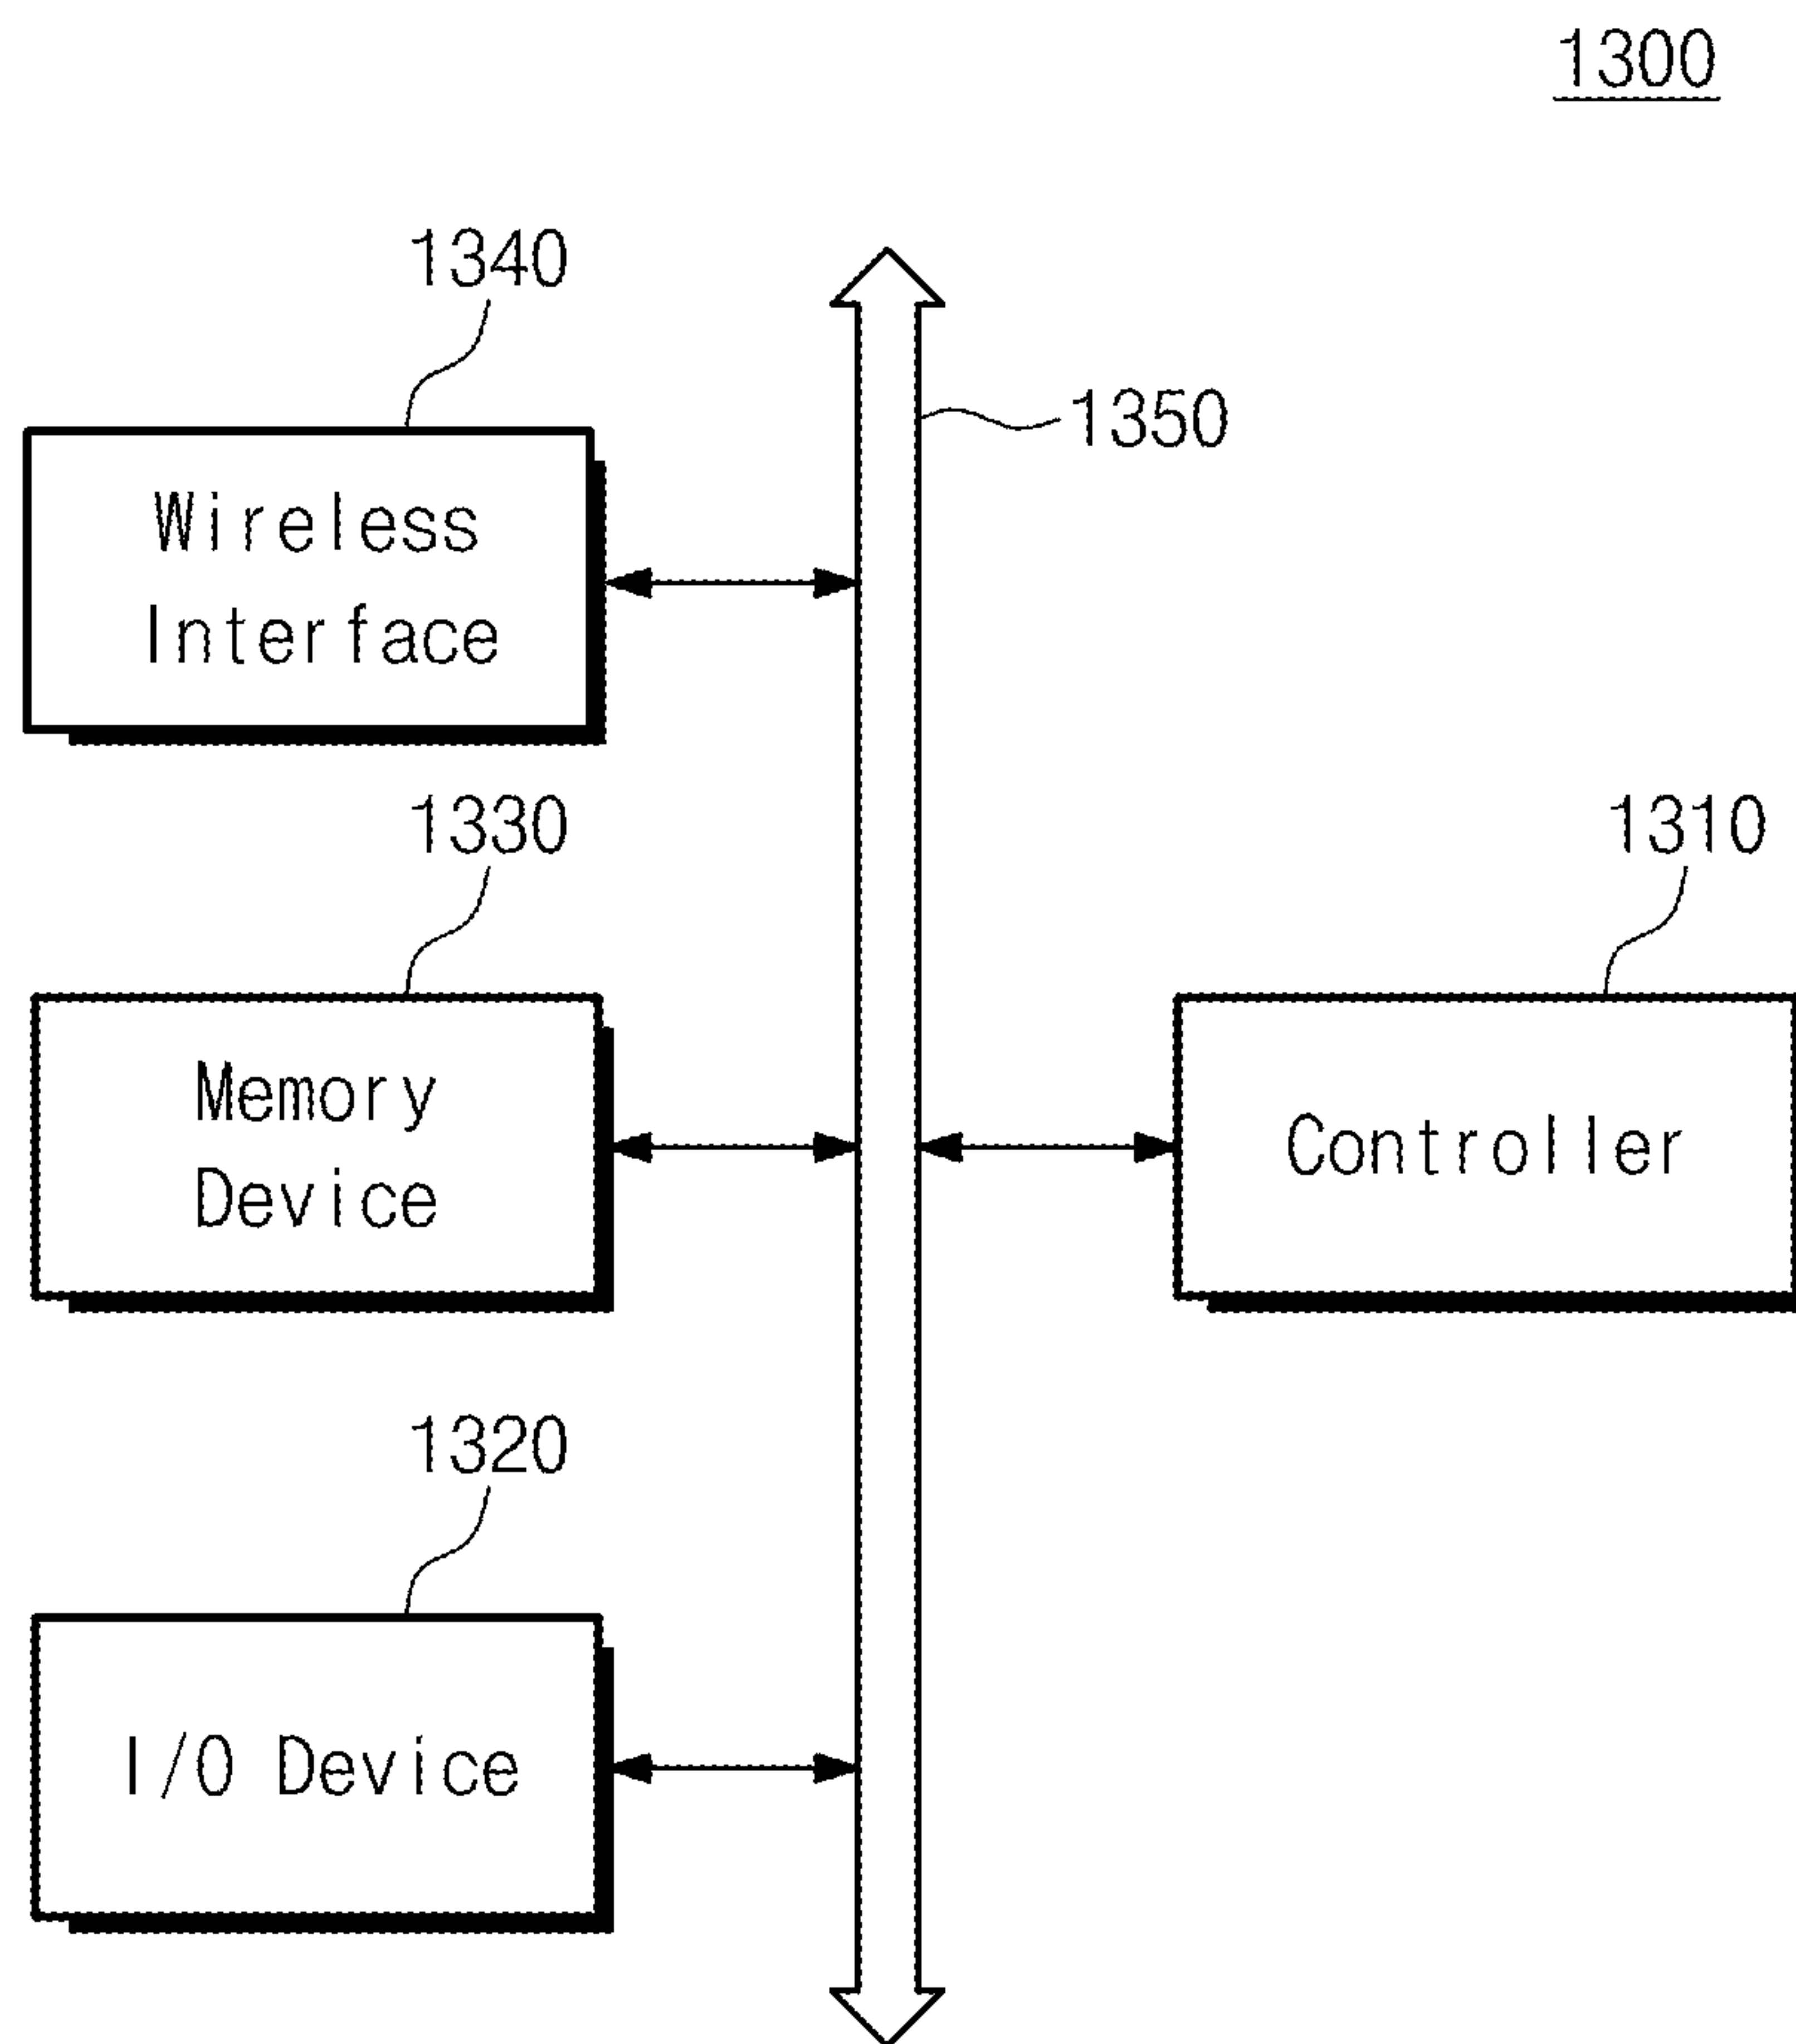 1300
1340
1350
Wireless
Interface
1330
1310
Memory
Device
Controller
1320
I/O Device